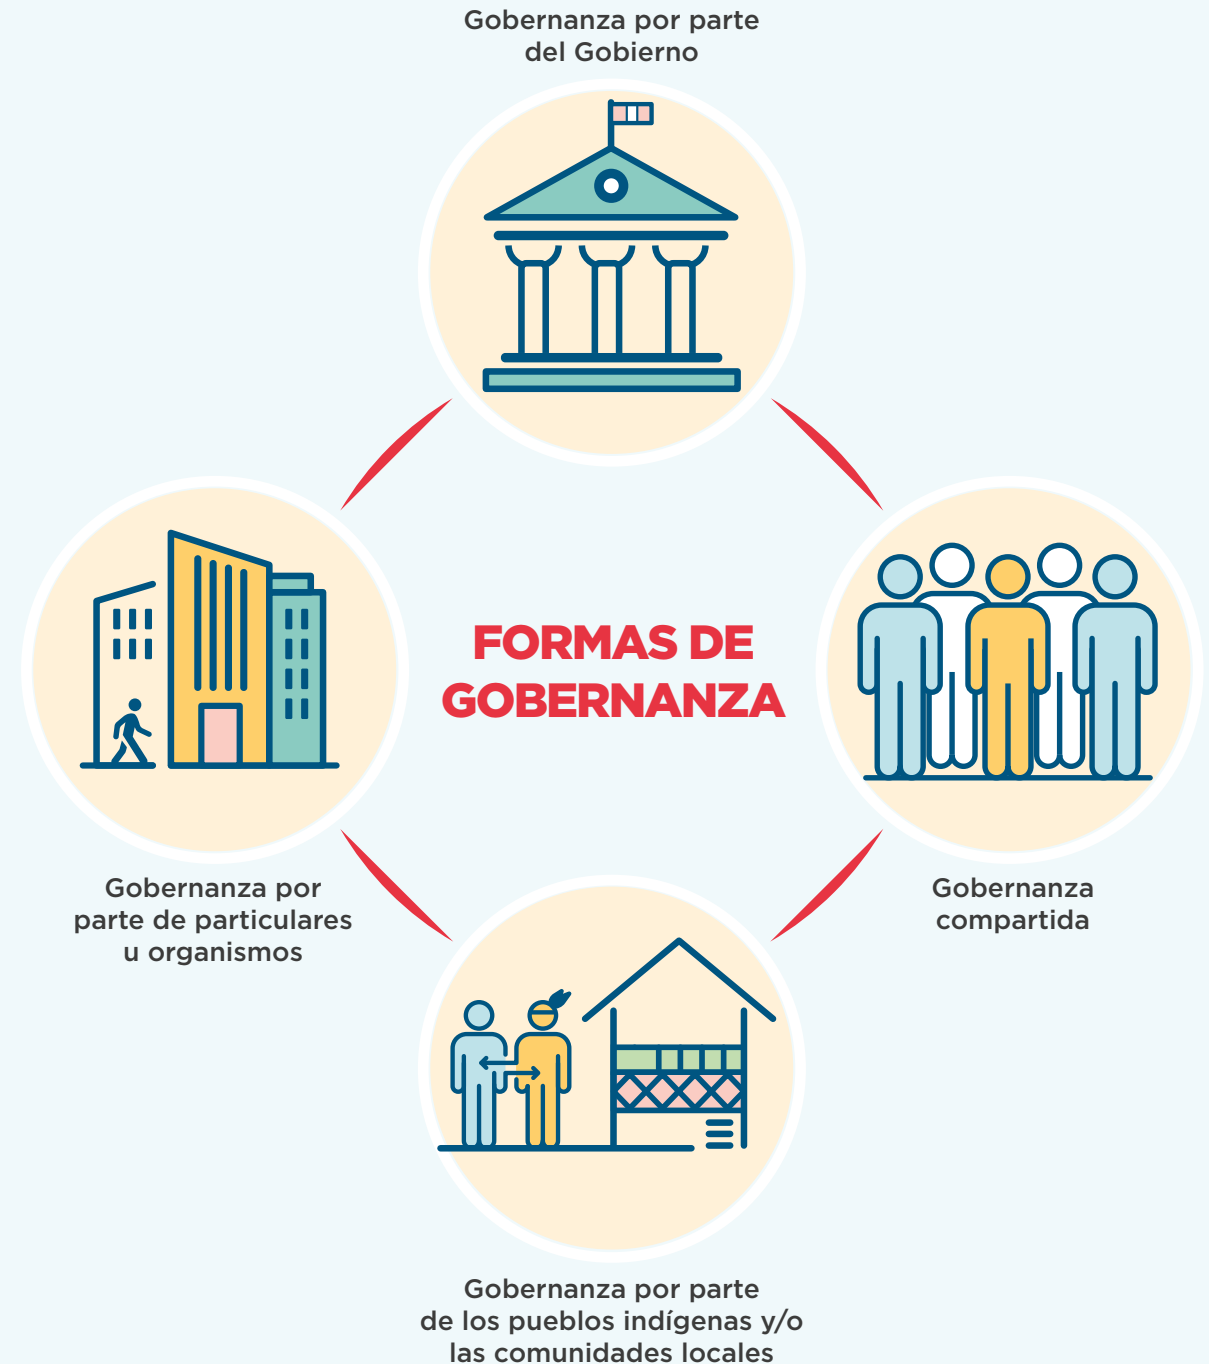 Gobernanza por parte
del Gobierno
FORMAS DE
GOBERNANZA
Gobernanza por
parte de particulares
u organismos
Gobernanza
compartida
Gobernanza por parte
de los pueblos indígenas y/o
las comunidades locales